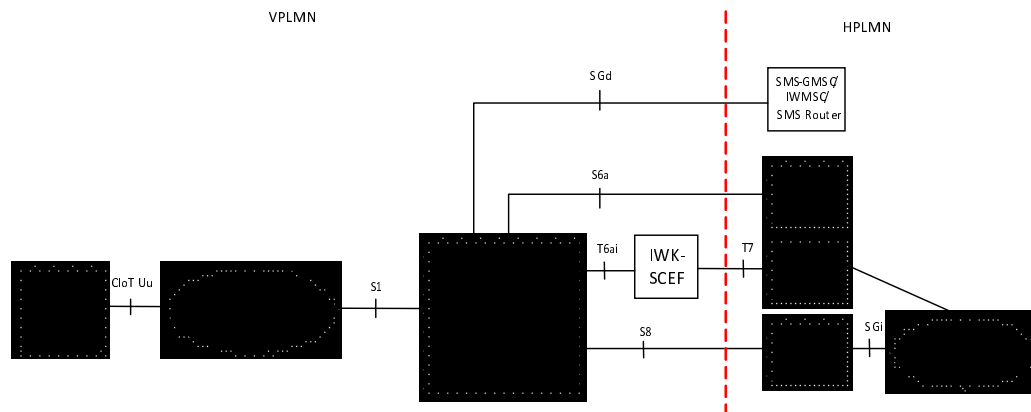 VPLMN
HPLMN
SGd
SMS-GMSC/
IWMSC/
SMS Router
S6a
T6ai
IWK-
SCEF
T7
CIoT Uu
S1
S8
SGi